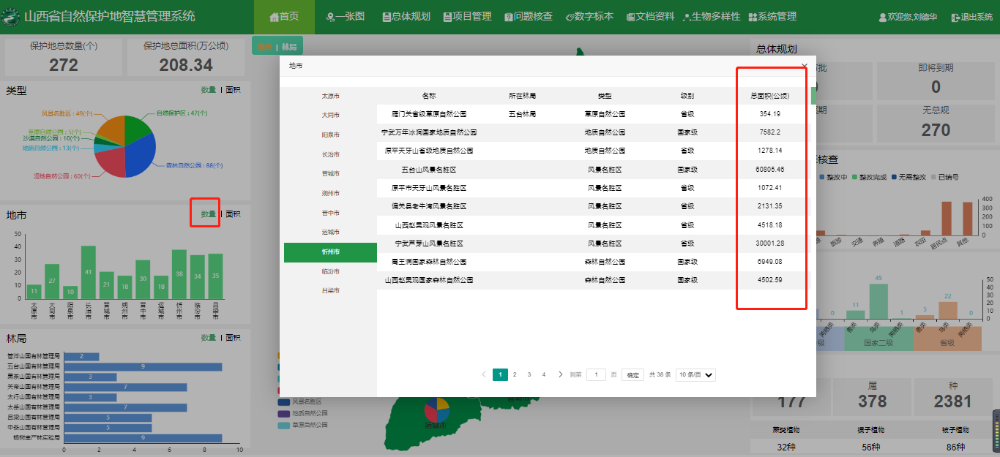 山西省自然保护地智慧管理系统
首页 一张图 总体规划 项目管理 问题核查 数字标本 文档资料 生物多样性 系统管理 欢迎您,刘德华 退出系统
保护地总数量(个) 保护地总面积(万公顷)
272 208.34
地市 | 林局
类型 数量 | 面积
风景名胜区 : 49(个) 自然保护区 : 47(个)
草原自然公园 : 5(个)
沙漠自然公园 : 10(个)
地质自然公园 : 13(个)
湿地自然公园 : 60(个) 森林自然公园 : 88(个)
地市 数量 | 面积
50
40
30
20
10
0
11 27 10 41 21 18 30 18 38 34 35
太原市 大同市 阳泉市 长治市 晋城市 朔州市 晋中市 运城市 忻州市 临汾市 吕梁市
林局 数量 | 面积
管涔山国有林管理局 2
五台山国有林管理局 9
黑茶山国有林管理局 3
关帝山国有林管理局 7
太行山国有林管理局 3
太岳山国有林管理局 7
吕梁山国有林管理局 5
中条山国有林管理局 5
杨树丰产林实验局 9
0 2 4 6 8 10
地市
太原市
大同市
阳泉市
长治市
晋城市
朔州市
晋中市
运城市
忻州市
临汾市
吕梁市
名称 所在林局 类型 级别 总面积(公顷)
雁门关省级草原自然公园 五台林局 草原自然公园 省级 354.19
宁武万年冰洞国家地质自然公园 地质自然公园 国家级 7582.2
原平天牙山省级地质自然公园 地质自然公园 省级 1278.14
五台山风景名胜区 风景名胜区 国家级 60805.46
原平市天牙山风景名胜区 风景名胜区 省级 1072.41
偏关县老牛湾风景名胜区 风景名胜区 省级 2131.35
山西赵杲观风景名胜区 风景名胜区 省级 4518.18
宁武芦芽山风景名胜区 风景名胜区 省级 30001.28
禹王洞国家森林自然公园 森林自然公园 国家级 6949.08
山西赵杲观国家森林自然公园 森林自然公园 国家级 4502.59
1 2 3 4 到第 1 页 确定 共 38 条 10 条/页
风景名胜区
地质自然公园
草原自然公园
运城市
总体规划
批 即将到期
0
期 无总规
270
核查
整改中 整改完成 无需整改 已销号
400
300
200
100
0
旅游 交通 养殖 道路 农田 居民点 其他
50
40
30
20
10
0
0 11 45 1 5 22 0
两栖类 兽类 鸟类 两栖类 兽类 鸟类 两栖类
级 国家二级 省级
属 种
177 378 2381
蕨类植物 裸子植物 被子植物
32种 56种 86种